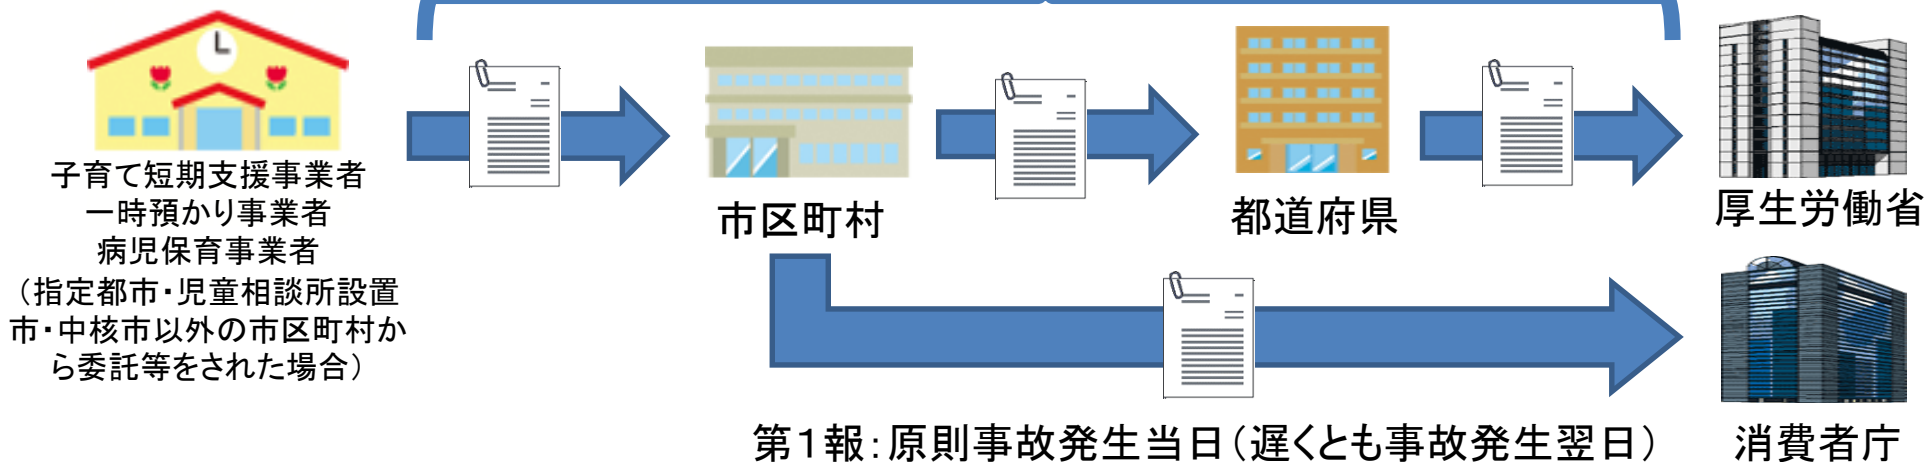 子育て短期支援事業者
一時預かり事業者
病児保育事業者
（指定都市・児童相談所設置
市・中核市以外の市区町村か
ら委託等をされた場合）
市区町村
都道府県
厚生労働省
消費者庁
第１報：原則事故発生当日（遅くとも事故発生翌日）